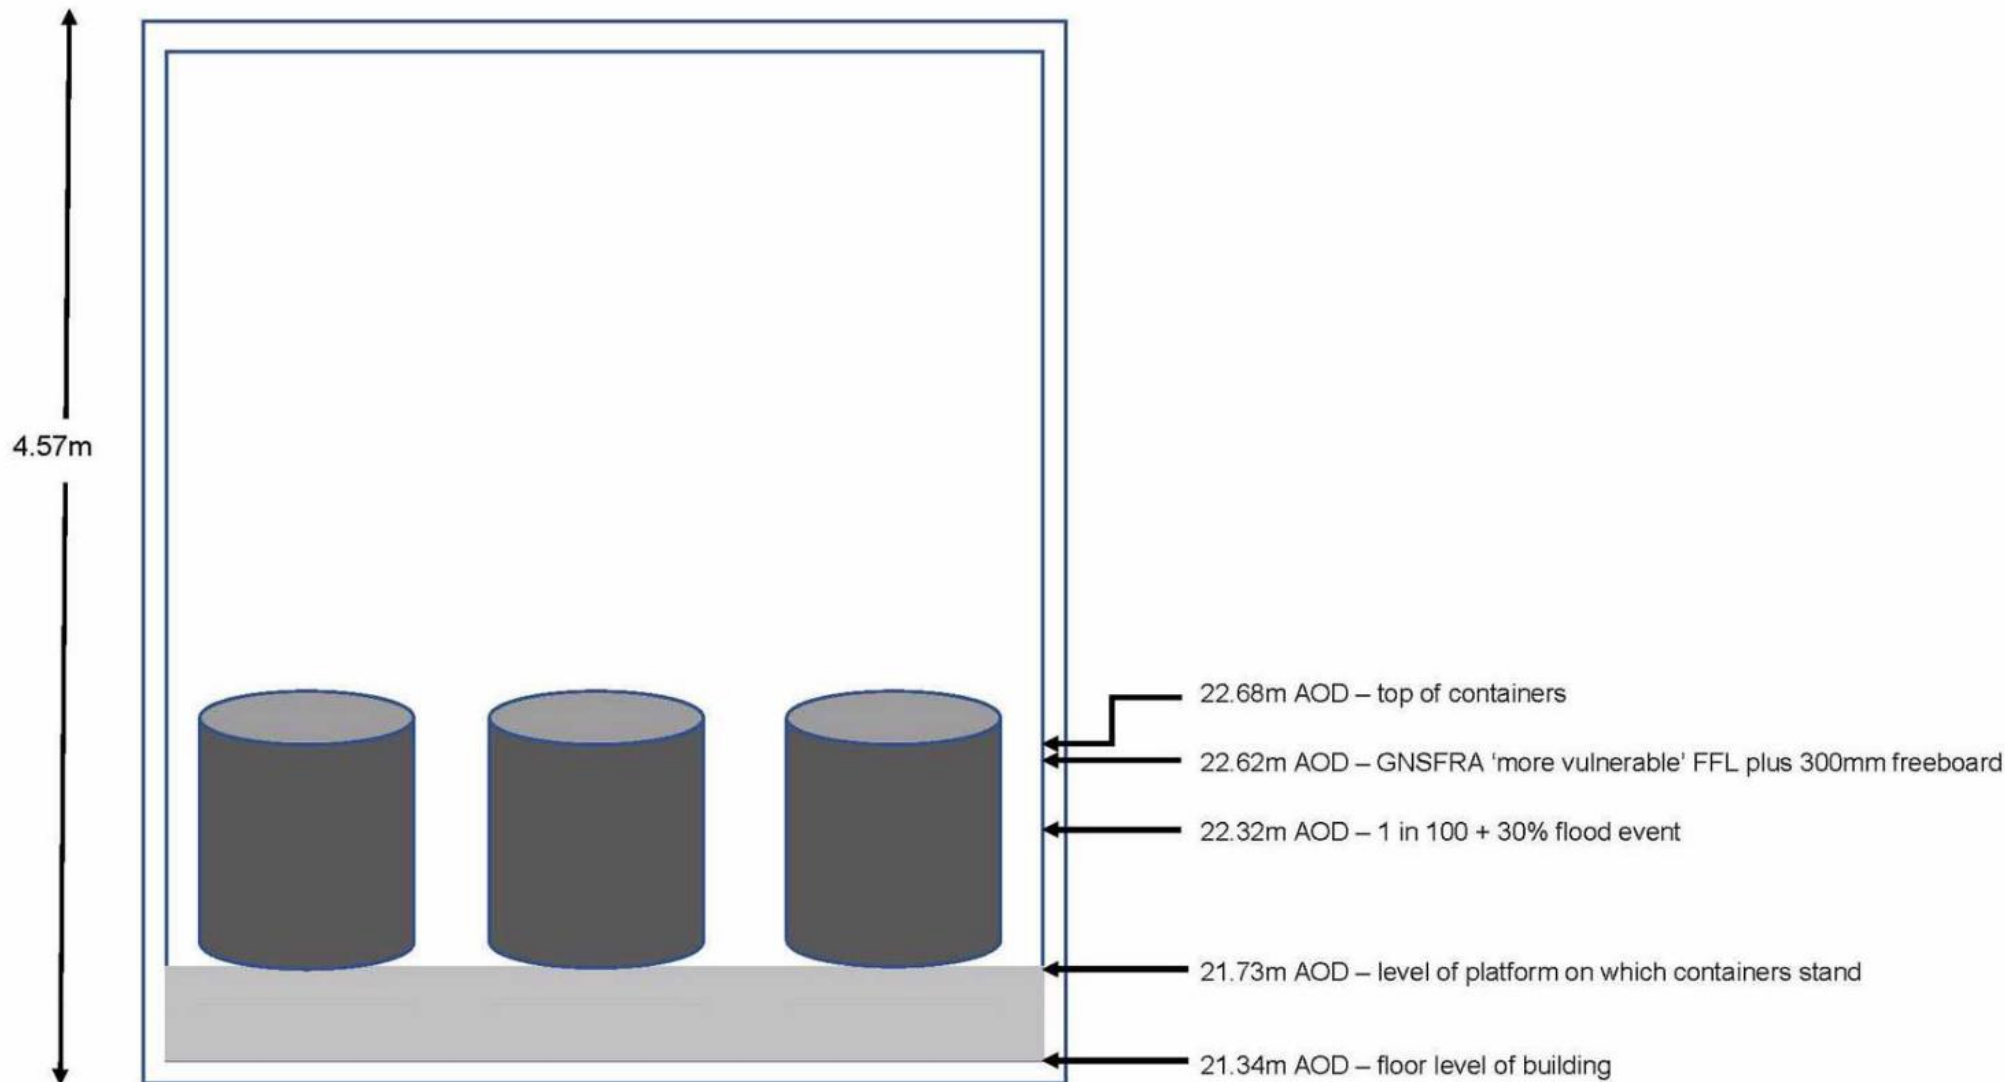 4.57m
22.68m AOD – top of containers
22.62m AOD – GNSFRA ‘more vulnerable’ FFL plus 300mm freeboard
22.32m AOD – 1 in 100 + 30% flood event
21.73m AOD – level of platform on which containers stand
21.34m AOD – floor level of building